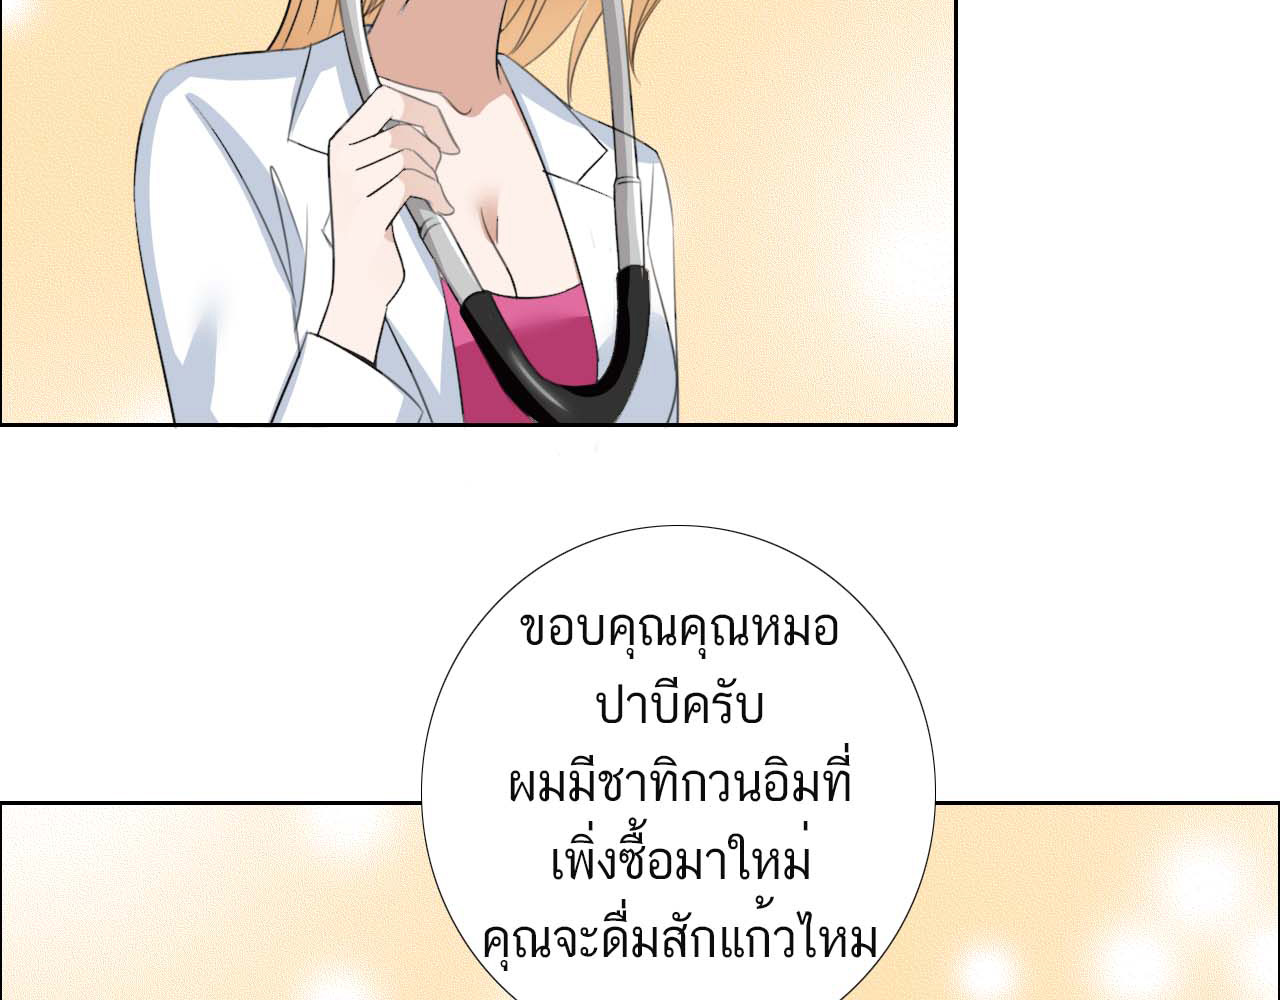 ขอบคุณคุณหมอ
ปาบีครับ
ผมมีชาทิกวนอิมที่
เพิ่งซื้อมาใหม่
คุณจะดื่มสักแก้วไหม